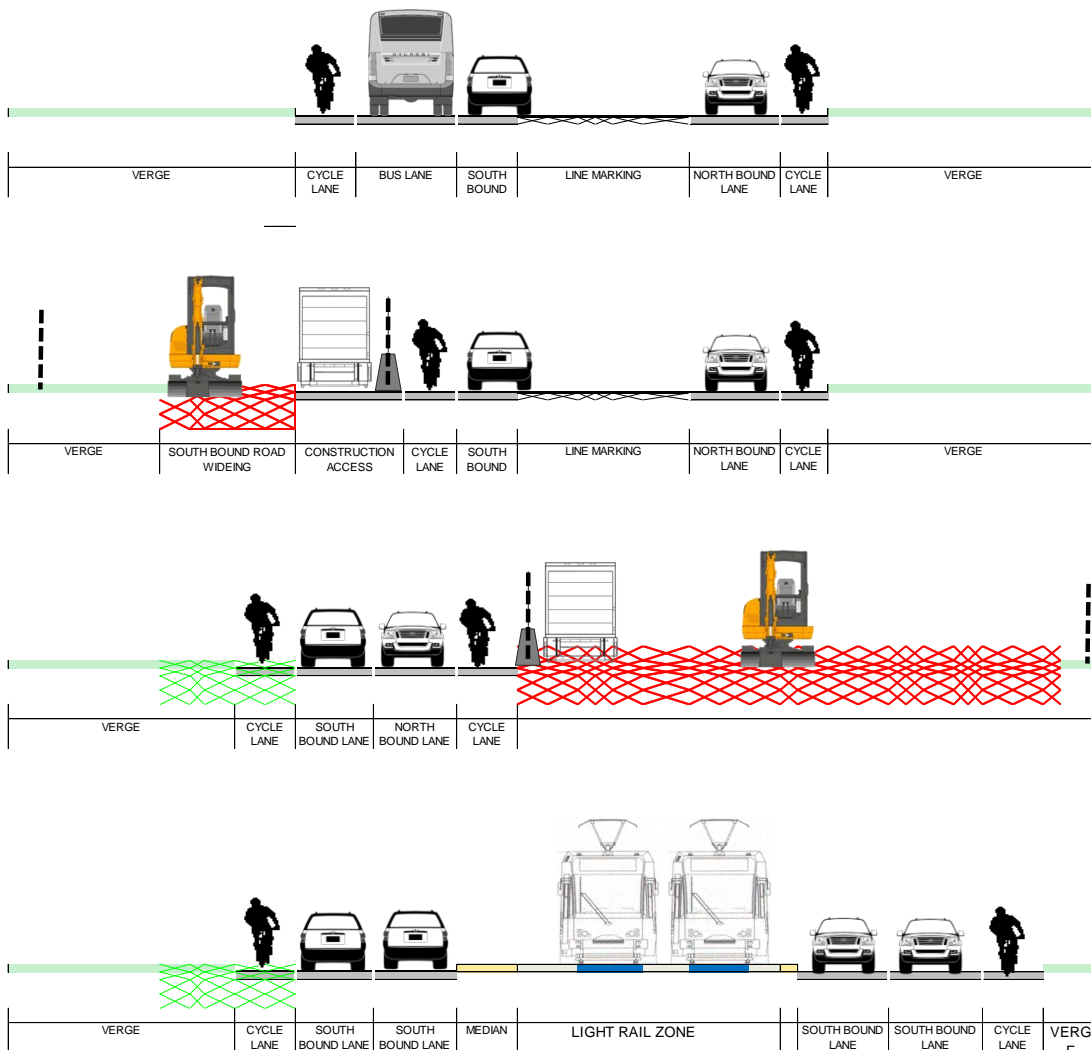 HYUNDAI
VERGE
CYCLE
LANE
BUS LANE
SOUTH
BOUND
LINE MARKING
NORTH BOUND
LANE
CYCLE
LANE
VERGE
VERGE
SOUTH BOUND ROAD
WIDEING
CONSTRUCTION
ACCESS
CYCLE
LANE
SOUTH
BOUND
LINE MARKING
NORTH BOUND
LANE
CYCLE
LANE
VERGE
VERGE
CYCLE
LANE
SOUTH
BOUND LANE
NORTH
BOUND LANE
CYCLE
LANE
VERGE
CYCLE
LANE
SOUTH
BOUND LANE
SOUTH
BOUND LANE
MEDIAN
LIGHT RAIL ZONE
SOUTH BOUND
LANE
SOUTH BOUND
LANE
CYCLE
LANE
VERG
E